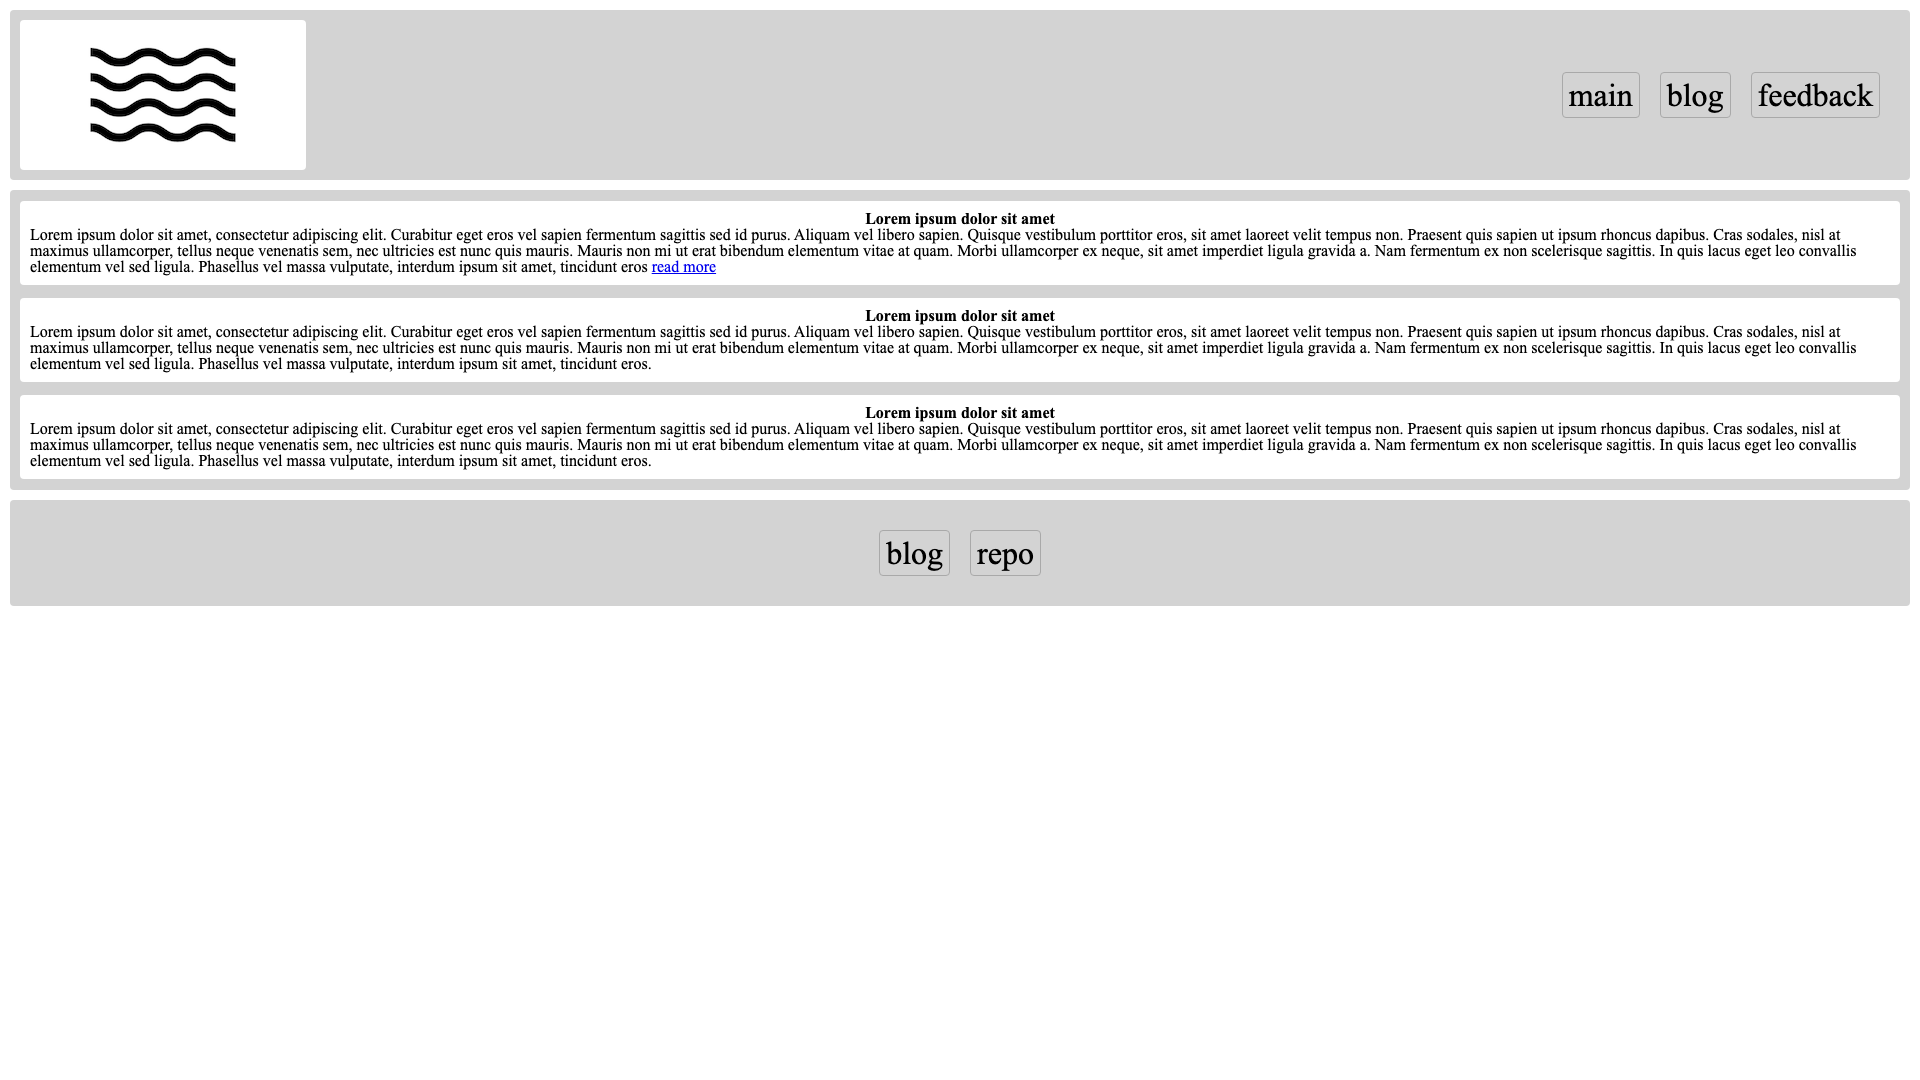 main blog feedback
Lorem ipsum dolor sit amet
Lorem ipsum dolor sit amet, consectetur adipiscing elit. Curabitur eget eros vel sapien fermentum sagittis sed id purus. Aliquam vel libero sapien. Quisque vestibulum porttitor eros, sit amet laoreet velit tempus non. Praesent quis sapien ut ipsum rhoncus dapibus. Cras sodales, nisl at
maximus ullamcorper, tellus neque venenatis sem, nec ultricies est nunc quis mauris. Mauris non mi ut erat bibendum elementum vitae at quam. Morbi ullamcorper ex neque, sit amet imperdiet ligula gravida a. Nam fermentum ex non scelerisque sagittis. In quis lacus eget leo convallis
elementum vel sed ligula. Phasellus vel massa vulputate, interdum ipsum sit amet, tincidunt eros read more
Lorem ipsum dolor sit amet
Lorem ipsum dolor sit amet, consectetur adipiscing elit. Curabitur eget eros vel sapien fermentum sagittis sed id purus. Aliquam vel libero sapien. Quisque vestibulum porttitor eros, sit amet laoreet velit tempus non. Praesent quis sapien ut ipsum rhoncus dapibus. Cras sodales, nisl at
maximus ullamcorper, tellus neque venenatis sem, nec ultricies est nunc quis mauris. Mauris non mi ut erat bibendum elementum vitae at quam. Morbi ullamcorper ex neque, sit amet imperdiet ligula gravida a. Nam fermentum ex non scelerisque sagittis. In quis lacus eget leo convallis
elementum vel sed ligula. Phasellus vel massa vulputate, interdum ipsum sit amet, tincidunt eros.
Lorem ipsum dolor sit amet
Lorem ipsum dolor sit amet, consectetur adipiscing elit. Curabitur eget eros vel sapien fermentum sagittis sed id purus. Aliquam vel libero sapien. Quisque vestibulum porttitor eros, sit amet laoreet velit tempus non. Praesent quis sapien ut ipsum rhoncus dapibus. Cras sodales, nisl at
maximus ullamcorper, tellus neque venenatis sem, nec ultricies est nunc quis mauris. Mauris non mi ut erat bibendum elementum vitae at quam. Morbi ullamcorper ex neque, sit amet imperdiet ligula gravida a. Nam fermentum ex non scelerisque sagittis. In quis lacus eget leo convallis
elementum vel sed ligula. Phasellus vel massa vulputate, interdum ipsum sit amet, tincidunt eros.
blog repo